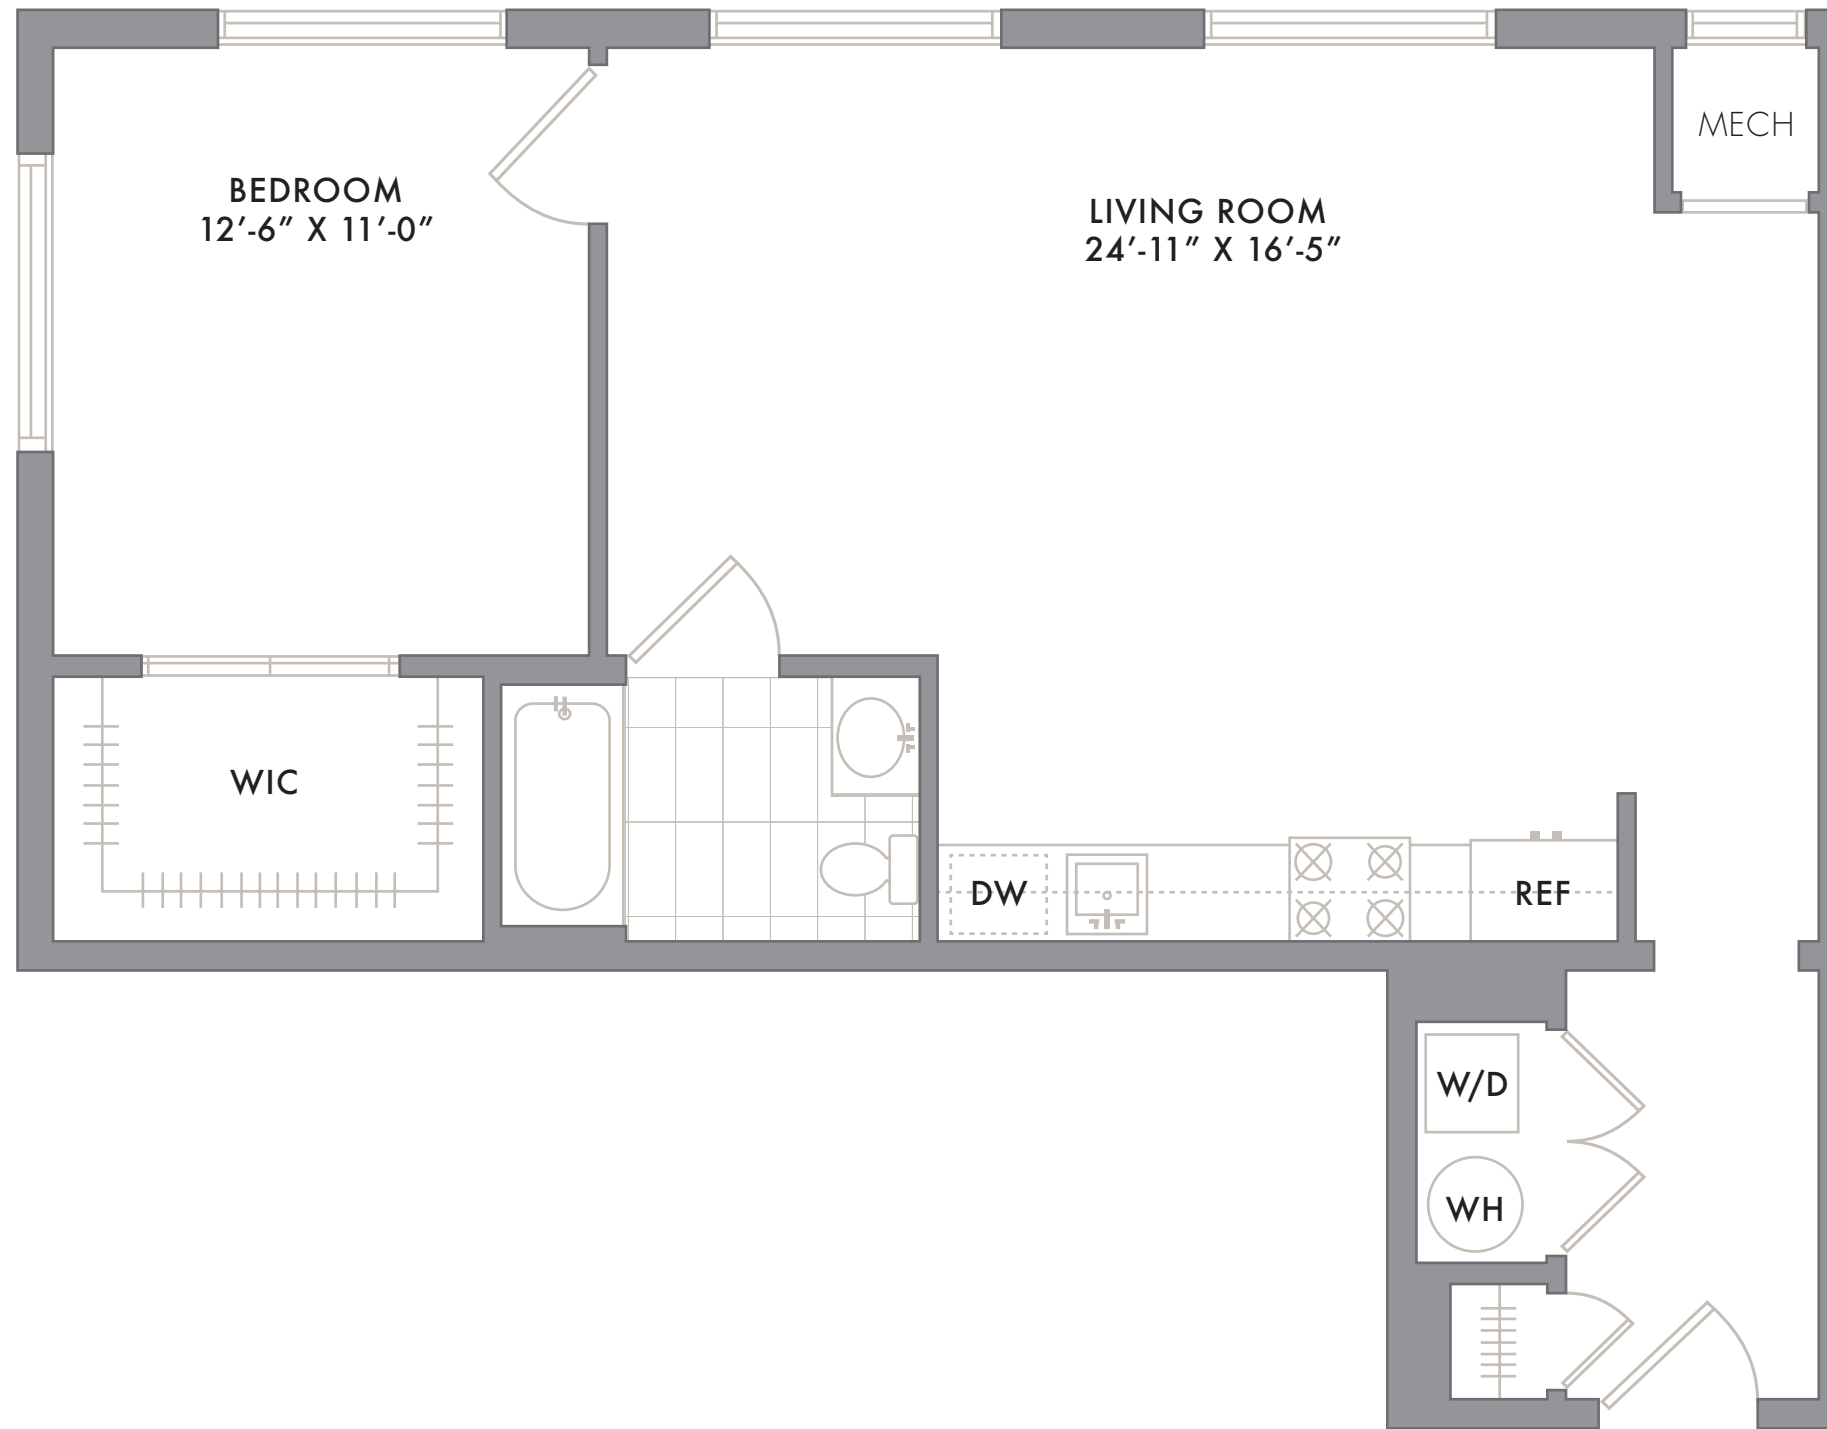 MECH
BEDROOM
12′-6″ X 11′-0″
LIVING ROOM
24′-11″ X 16′-5″
WIC
DW
REF
W/D
WH